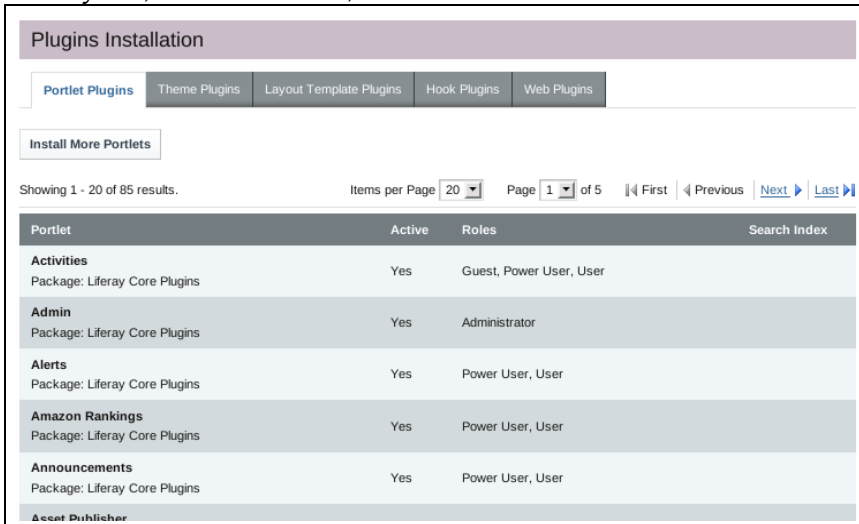 Plugins Installation
Portlet Plugins Theme Plugins Layout Template Plugins Hook Plugins Web Plugins
Install More Portlets
Showing 1 - 20 of 85 results. Items per Page 20 Page 1 of 5 First Previous Next Last
Portlet Active Roles Search Index
Activities
Package: Liferay Core Plugins Yes Guest, Power User, User
Admin
Package: Liferay Core Plugins Yes Administrator
Alerts
Package: Liferay Core Plugins Yes Power User, User
Amazon Rankings
Package: Liferay Core Plugins Yes Power User, User
Announcements
Package: Liferay Core Plugins Yes Power User, User
Asset Publisher